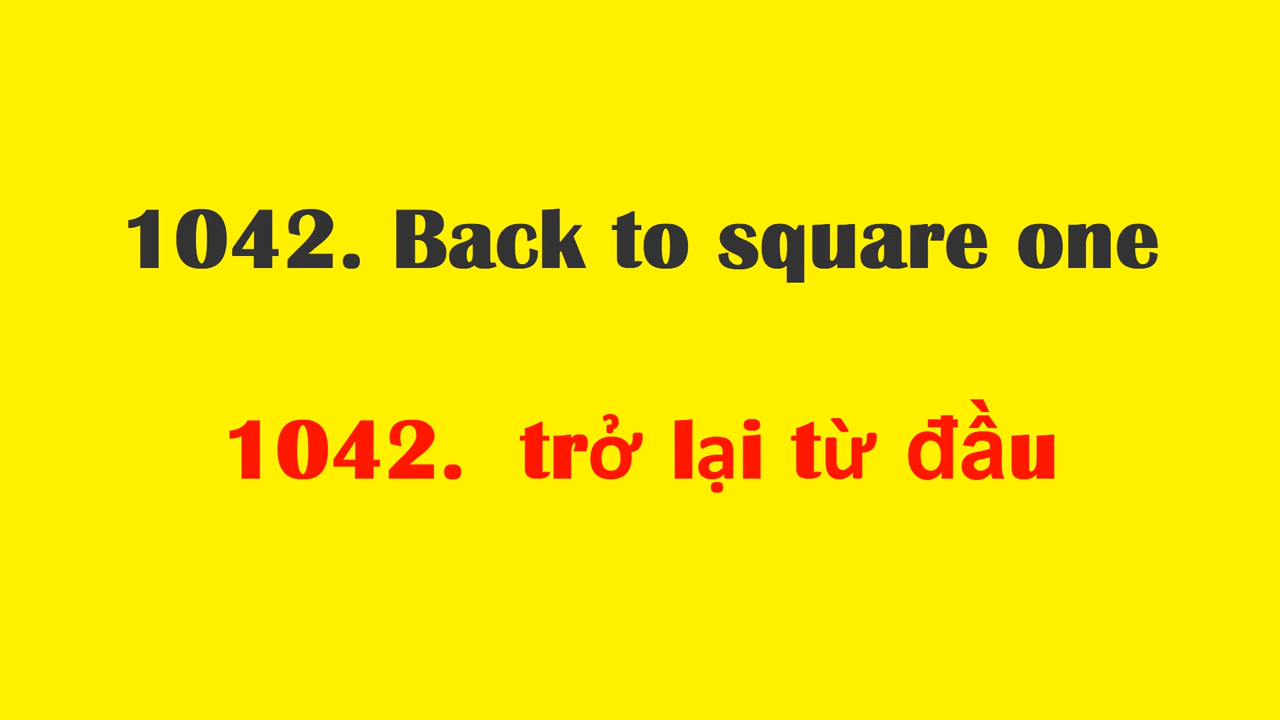 1042. Back to square one
1042. trở lại từ đầu